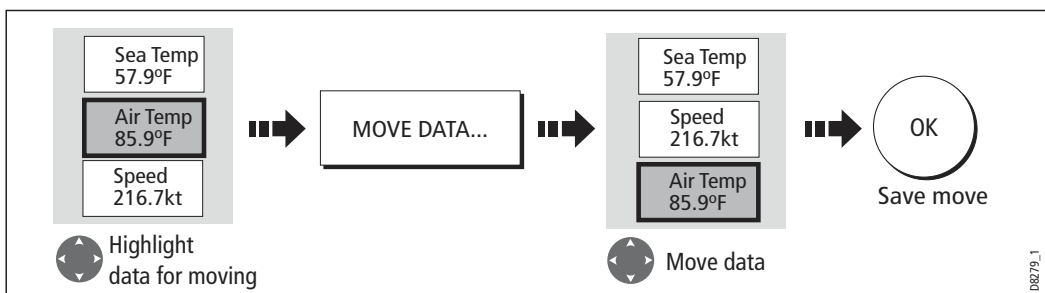 Sea Temp
57.9ºF
Air Temp
85.9ºF
Speed
216.7kt
Highlight
data for moving
MOVE DATA...
Sea Temp
57.9ºF
Speed
216.7kt
Air Temp
85.9ºF
Move data
OK
Save move
D8279_1